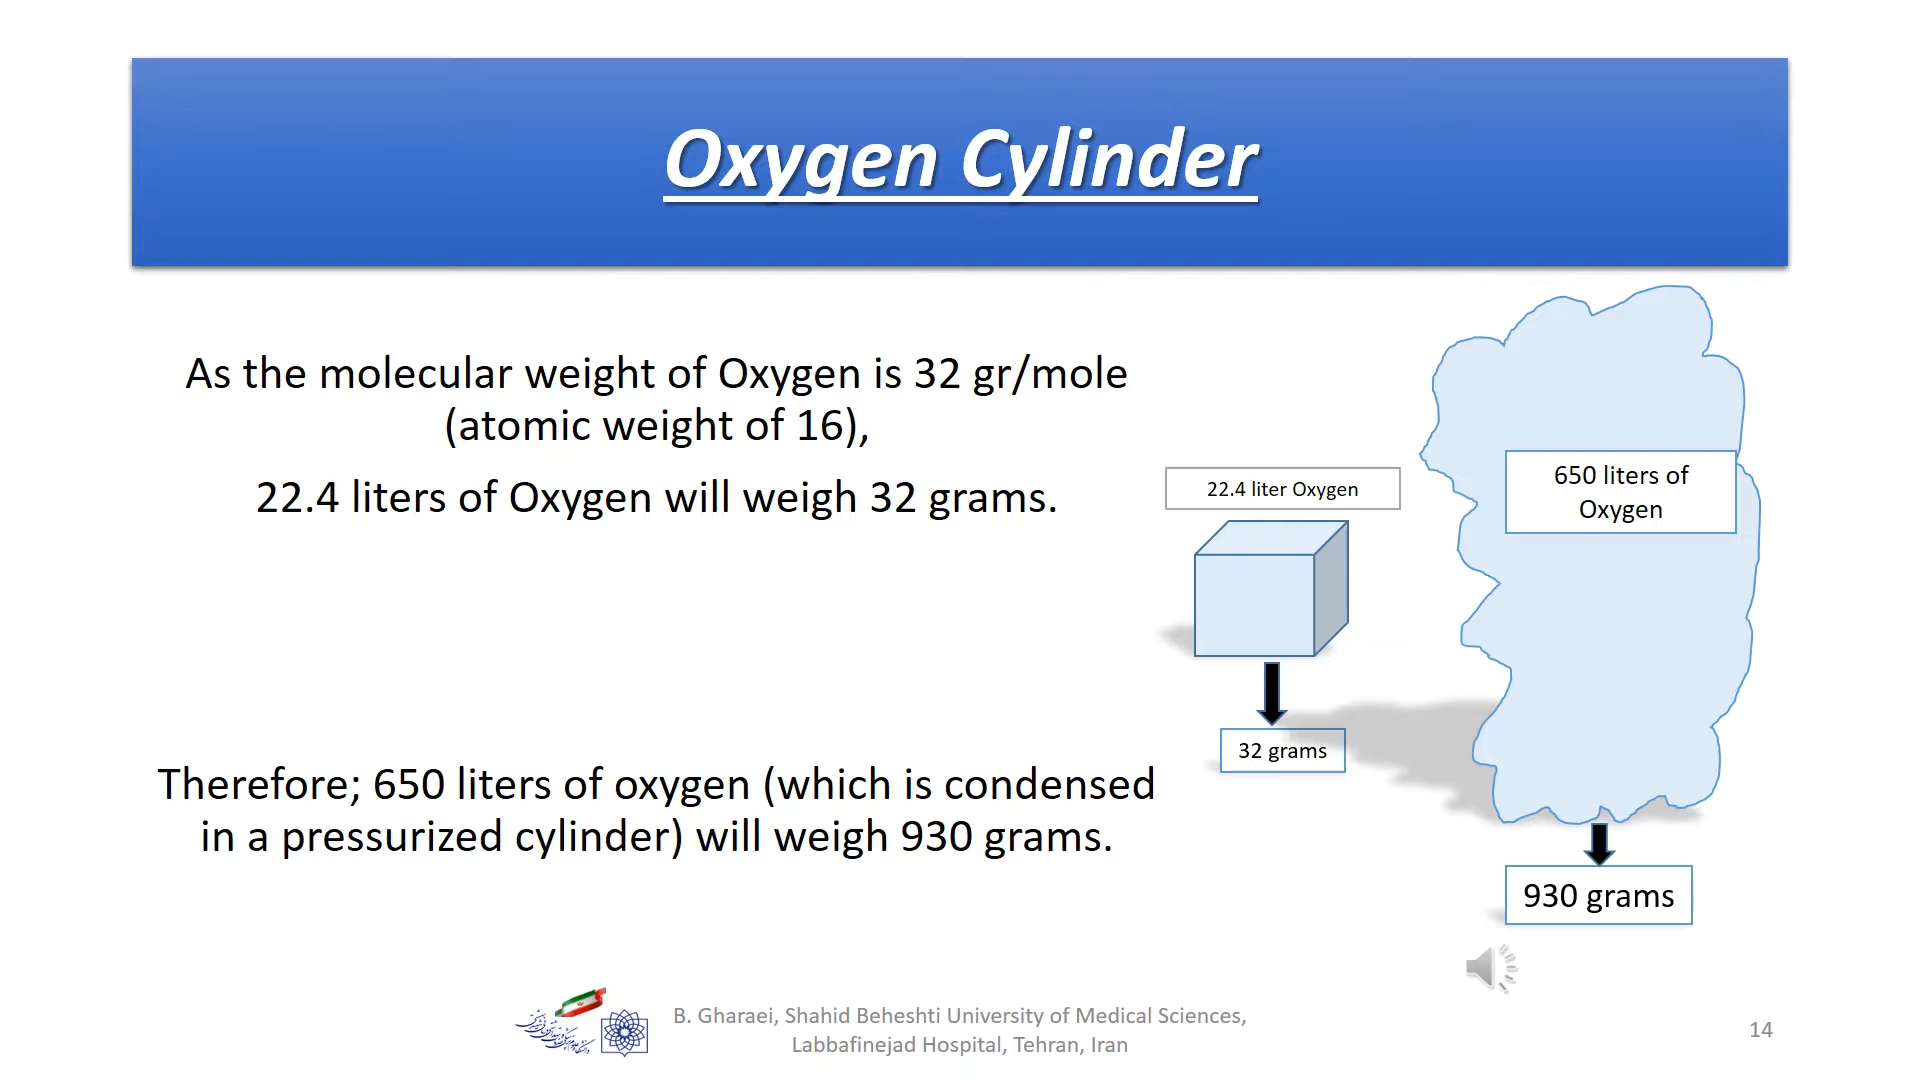 Oxygen Cylinder
As the molecular weight of Oxygen is 32 gr/mole
(atomic weight of 16),
22.4 liters of Oxygen will weigh 32 grams.
Therefore; 650 liters of oxygen (which is condensed
in a pressurized cylinder) will weigh 930 grams.
22.4 liter Oxygen
32 grams
650 liters of
Oxygen
930 grams
B. Gharaei, Shahid Beheshti University of Medical Sciences,
Labbafinejad Hospital, Tehran, Iran
14